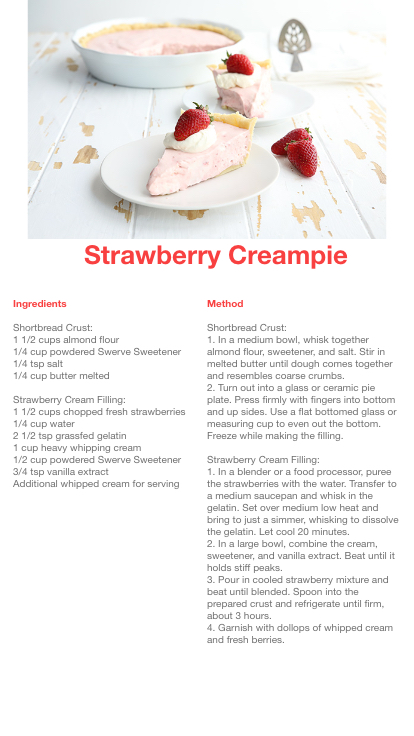 Strawberry Creampie
Ingredients
Shortbread Crust:
1 1/2 cups almond flour
1/4 cup powdered Swerve Sweetener
1/4 tsp salt
1/4 cup butter melted
Strawberry Cream Filling:
1 1/2 cups chopped fresh strawberries
1/4 cup water
2 1/2 tsp grassfed gelatin
1 cup heavy whipping cream
1/2 cup powdered Swerve Sweetener
3/4 tsp vanilla extract
Additional whipped cream for serving
Method
Shortbread Crust:
1. In a medium bowl, whisk together
almond flour, sweetener, and salt. Stir in
melted butter until dough comes together
and resembles coarse crumbs.
2. Turn out into a glass or ceramic pie
plate. Press firmly with fingers into bottom
and up sides. Use a flat bottomed glass or
measuring cup to even out the bottom.
Freeze while making the filling.
Strawberry Cream Filling:
1. In a blender or a food processor, puree
the strawberries with the water. Transfer to
a medium saucepan and whisk in the
gelatin. Set over medium low heat and
bring to just a simmer, whisking to dissolve
the gelatin. Let cool 20 minutes.
2. In a large bowl, combine the cream,
sweetener, and vanilla extract. Beat until it
holds stiff peaks.
3. Pour in cooled strawberry mixture and
beat until blended. Spoon into the
prepared crust and refrigerate until firm,
about 3 hours.
4. Garnish with dollops of whipped cream
and fresh berries.